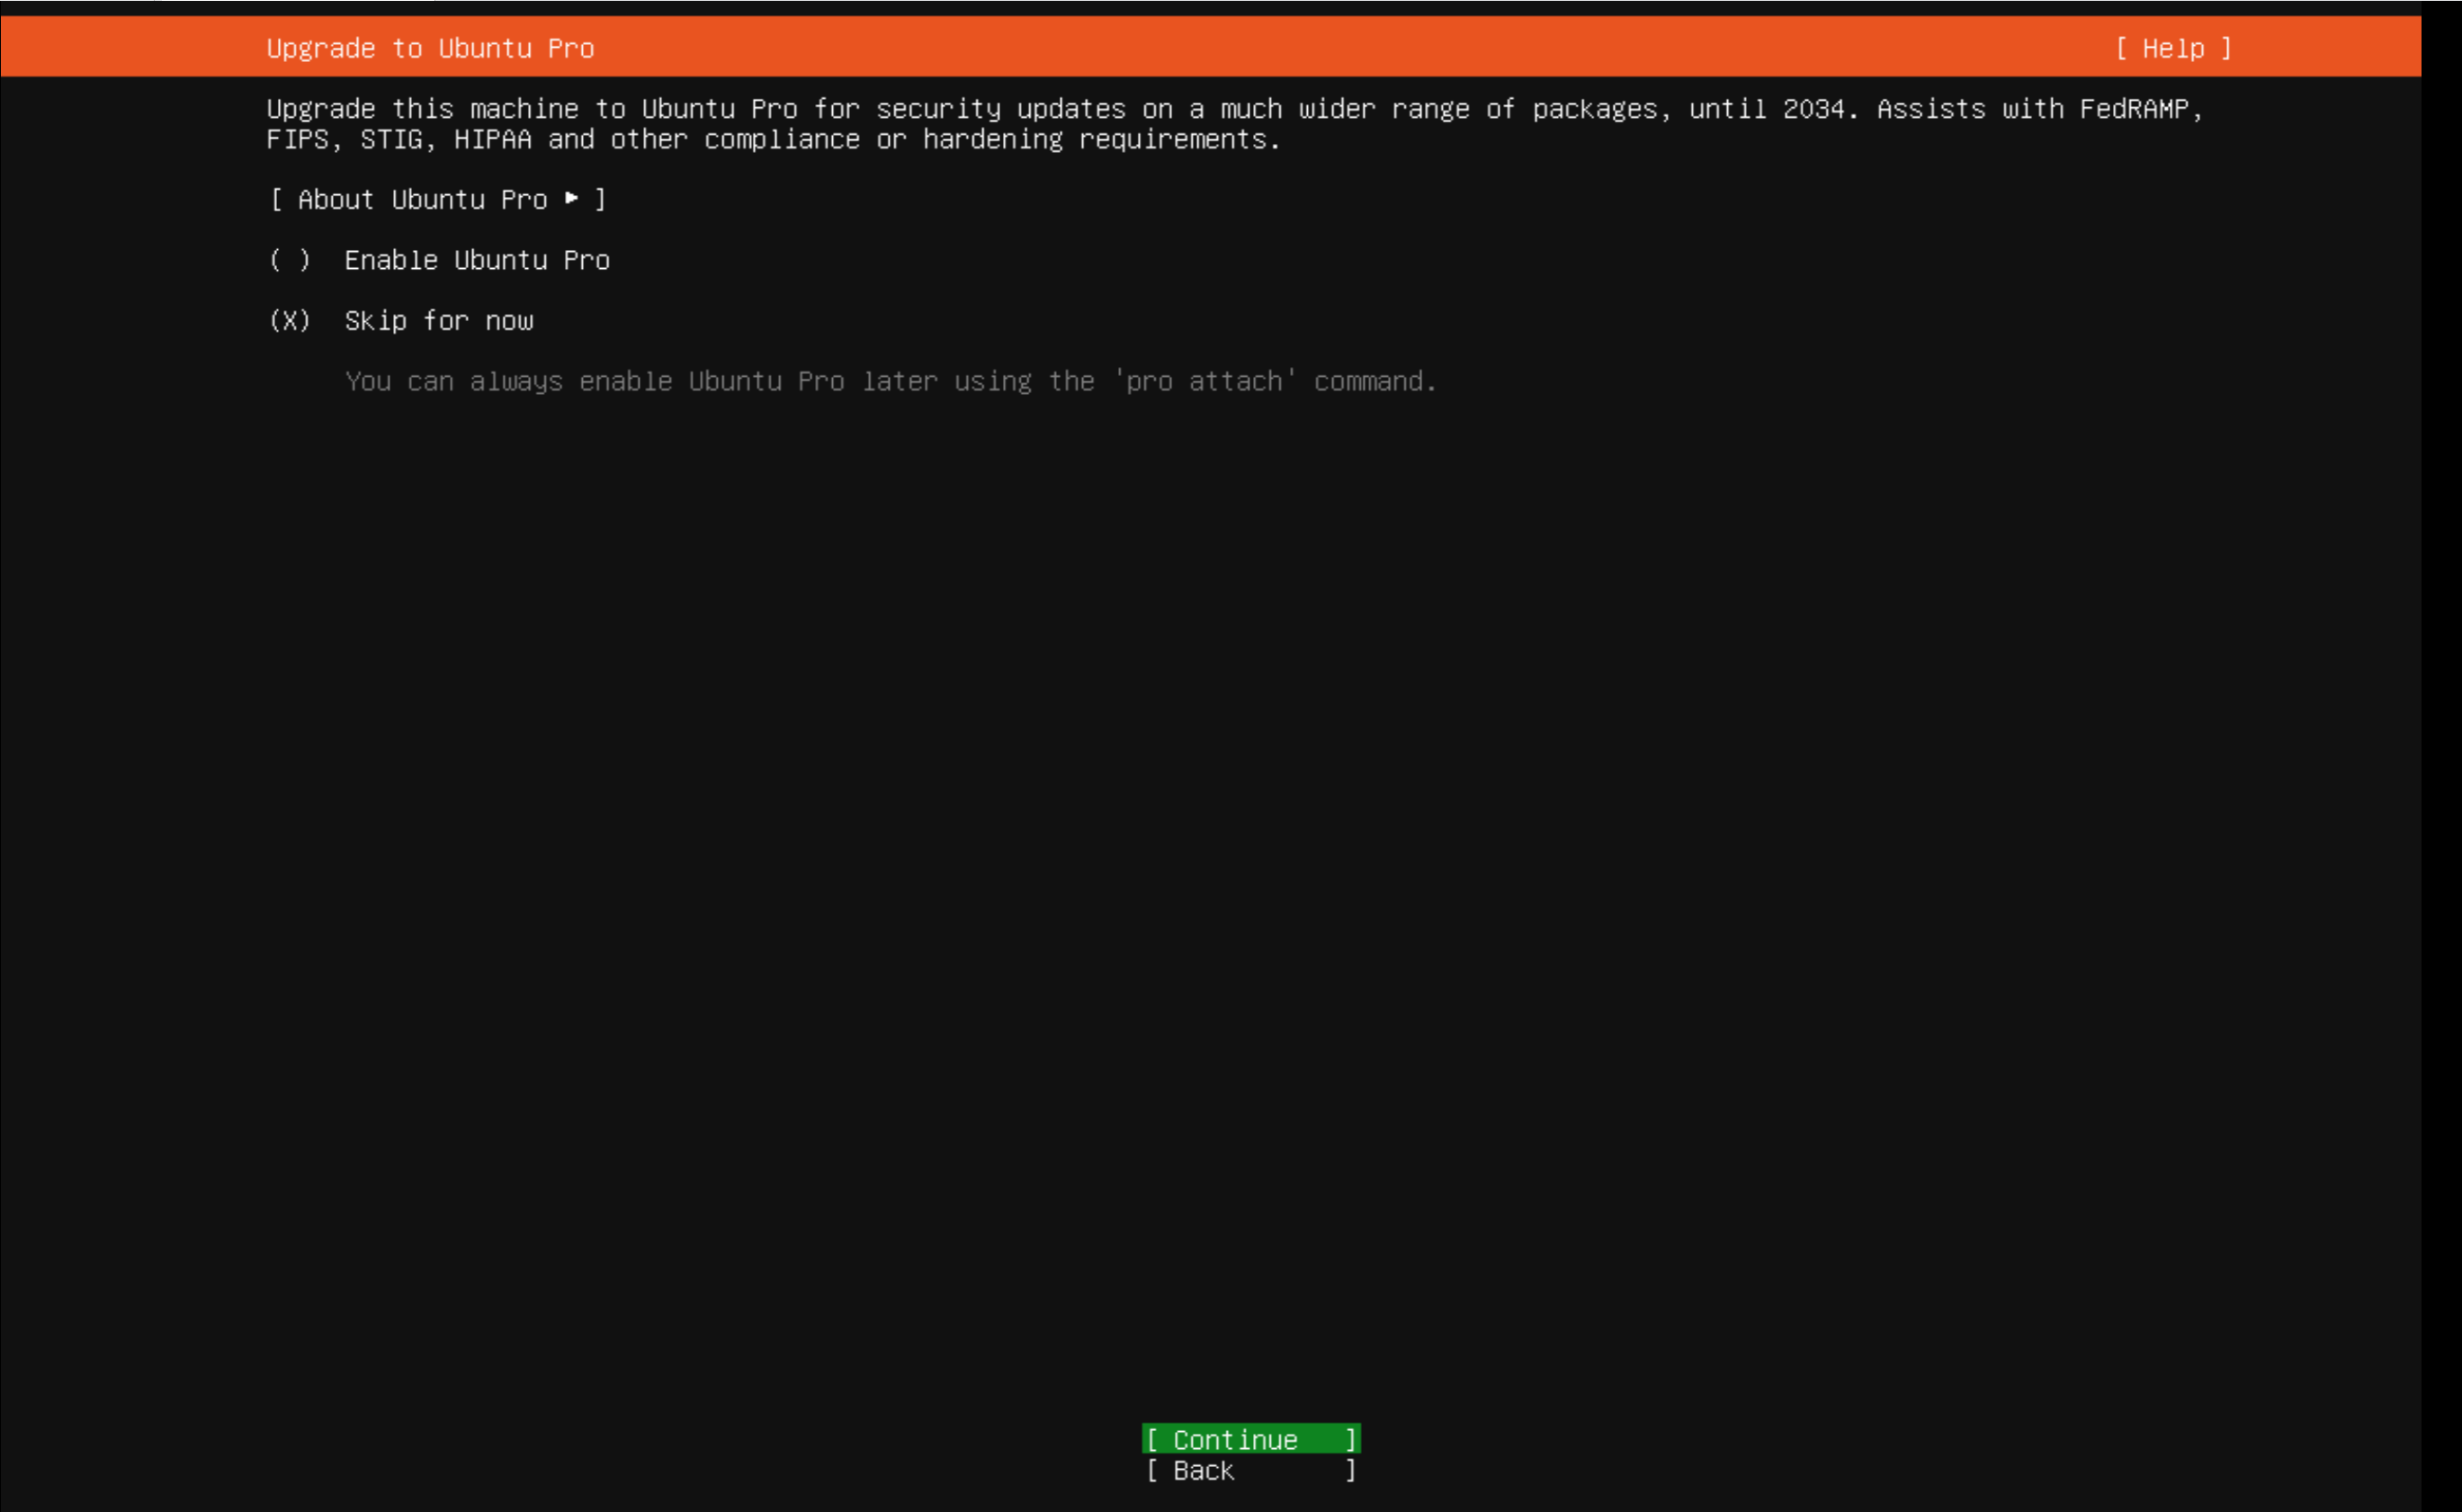 Upgrade to Ubuntu Pro [ Help ]
Upgrade this machine to Ubuntu Pro for security updates on a much wider range of packages, until 2034. Assists with FedRAMP,
FIPS, STIG, HIPAA and other compliance or hardening requirements.
[ About Ubuntu Pro ▸ ]
( ) Enable Ubuntu Pro
(X) Skip for now
You can always enable Ubuntu Pro later using the 'pro attach' command.
[ Continue ]
[ Back ]